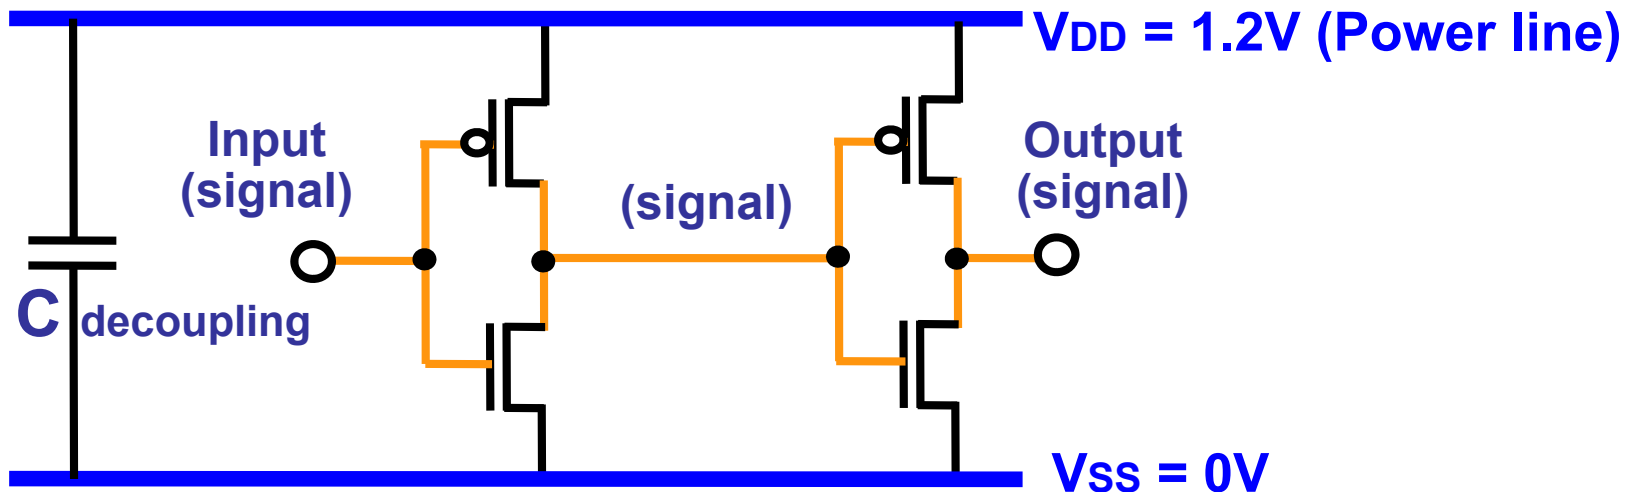 VDD = 1.2V (Power line)
Input
(signal)
(signal)
Output
(signal)
C decoupling
VSS = 0V